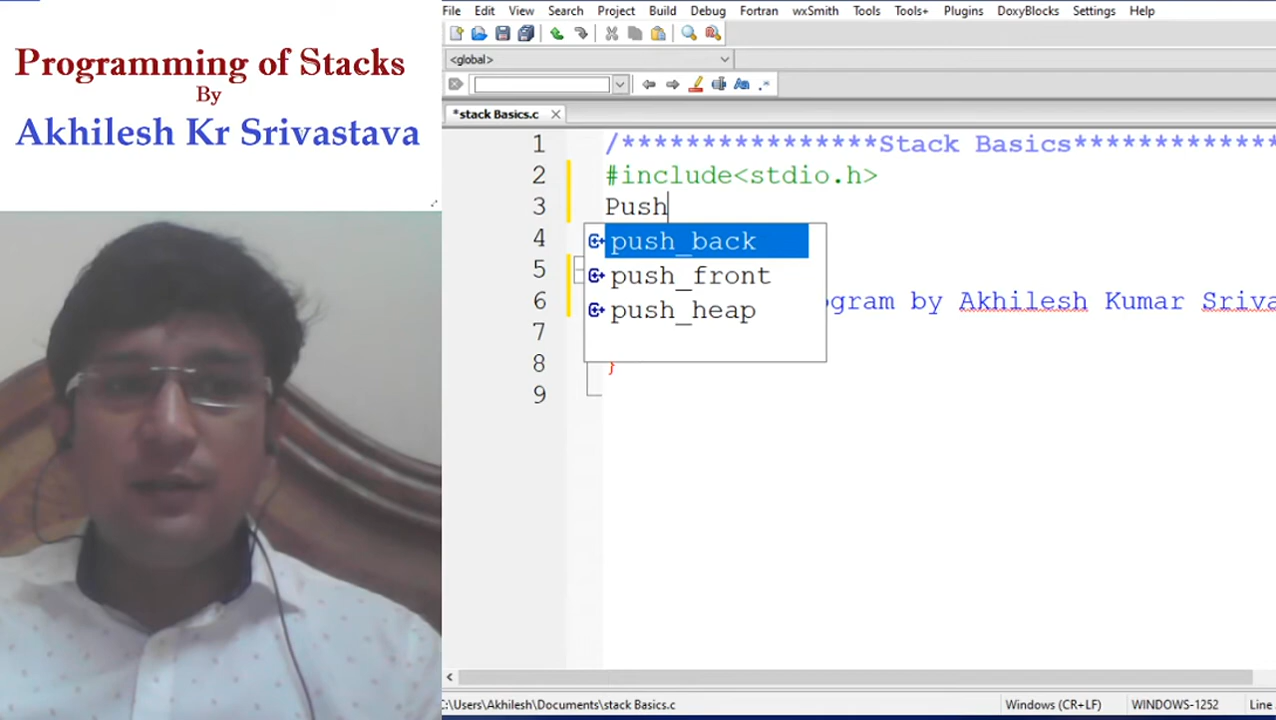 Programming of Stacks
By
Akhilesh Kr Srivastava
File Edit View Search Project Build Debug Fortran wxSmith Tools Tools+ Plugins DoxyBlocks Settings Help
<global>
*stack Basics.c
1 /****************Stack Basics*************
2 #include<stdio.h>
3 Push
4 push_back
5 push_front
6 push_heap ogram by Akhilesh Kumar Sriva
7
8 }
9
:\Users\Akhilesh\Documents\stack Basics.c Windows (CR+LF) WINDOWS-1252 Line